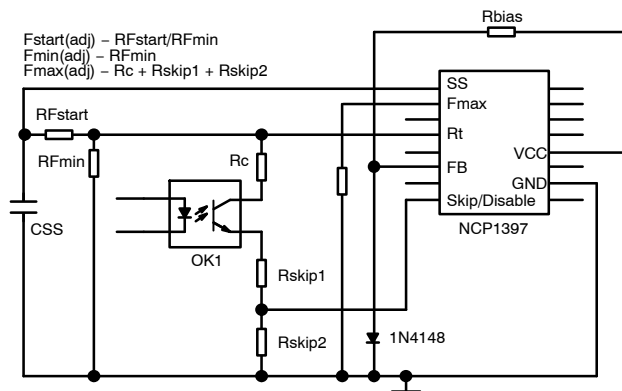 Rbias
Fstart(adj) – RFstart/RFmin
Fmin(adj) – RFmin
Fmax(adj) – Rc + Rskip1 + Rskip2
SS
Fmax
RFstart
Rt
RFmin
Rc
VCC
FB
GND
Skip/Disable
CSS
NCP1397
OK1
Rskip1
Rskip2
1N4148